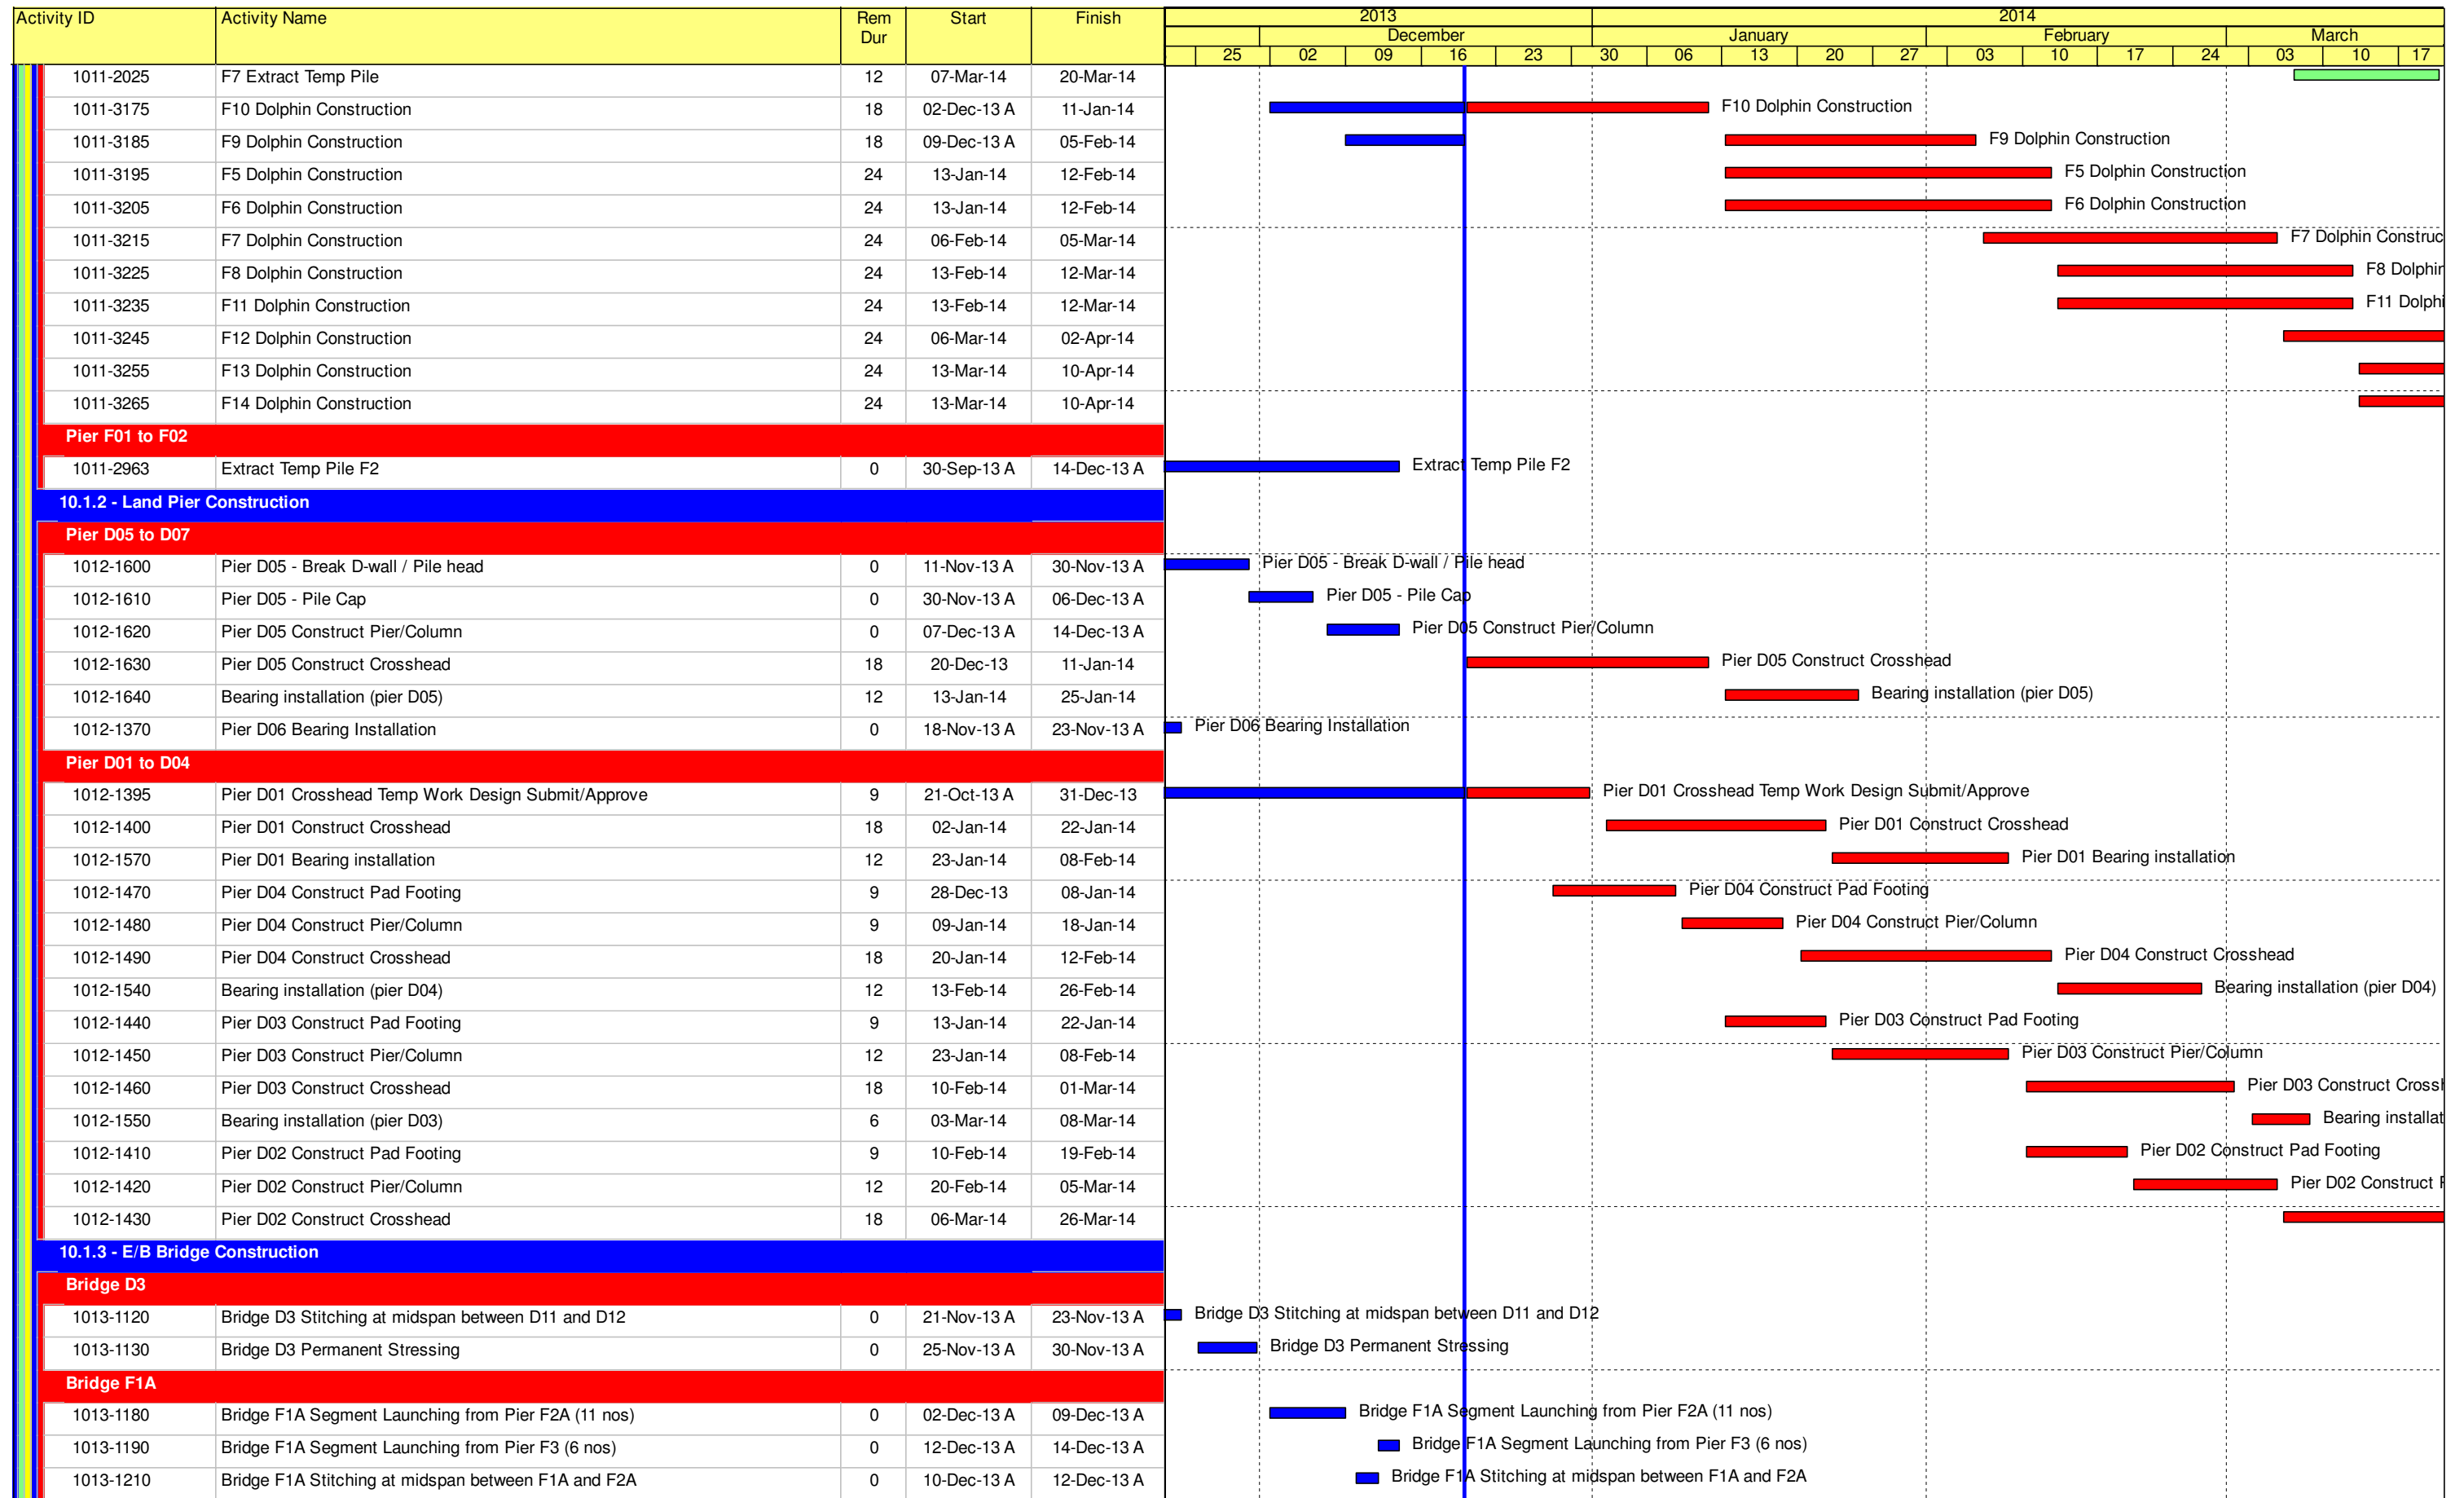 Activity ID Activity Name Rem Dur Start Finish 2013 2014
December January February March
25 02 09 16 23 30 06 13 20 27 03 10 17 24 03 10 17
1011-2025 F7 Extract Temp Pile 12 07-Mar-14 20-Mar-14
1011-3175 F10 Dolphin Construction 18 02-Dec-13 A 11-Jan-14 F10 Dolphin Construction
1011-3185 F9 Dolphin Construction 18 09-Dec-13 A 05-Feb-14 F9 Dolphin Construction
1011-3195 F5 Dolphin Construction 24 13-Jan-14 12-Feb-14 F5 Dolphin Construction
1011-3205 F6 Dolphin Construction 24 13-Jan-14 12-Feb-14 F6 Dolphin Construction
1011-3215 F7 Dolphin Construction 24 06-Feb-14 05-Mar-14 F7 Dolphin Construc
1011-3225 F8 Dolphin Construction 24 13-Feb-14 12-Mar-14 F8 Dolphin
1011-3235 F11 Dolphin Construction 24 13-Feb-14 12-Mar-14 F11 Dolphi
1011-3245 F12 Dolphin Construction 24 06-Mar-14 02-Apr-14
1011-3255 F13 Dolphin Construction 24 13-Mar-14 10-Apr-14
1011-3265 F14 Dolphin Construction 24 13-Mar-14 10-Apr-14
Pier F01 to F02
1011-2963 Extract Temp Pile F2 0 30-Sep-13 A 14-Dec-13 A Extract Temp Pile F2
10.1.2 - Land Pier Construction
Pier D05 to D07
1012-1600 Pier D05 - Break D-wall / Pile head 0 11-Nov-13 A 30-Nov-13 A Pier D05 - Break D-wall / Pile head
1012-1610 Pier D05 - Pile Cap 0 30-Nov-13 A 06-Dec-13 A Pier D05 - Pile Cap
1012-1620 Pier D05 Construct Pier/Column 0 07-Dec-13 A 14-Dec-13 A Pier D05 Construct Pier/Column
1012-1630 Pier D05 Construct Crosshead 18 20-Dec-13 11-Jan-14 Pier D05 Construct Crosshead
1012-1640 Bearing installation (pier D05) 12 13-Jan-14 25-Jan-14 Bearing installation (pier D05)
1012-1370 Pier D06 Bearing Installation 0 18-Nov-13 A 23-Nov-13 A Pier D06 Bearing Installation
Pier D01 to D04
1012-1395 Pier D01 Crosshead Temp Work Design Submit/Approve 9 21-Oct-13 A 31-Dec-13 Pier D01 Crosshead Temp Work Design Submit/Approve
1012-1400 Pier D01 Construct Crosshead 18 02-Jan-14 22-Jan-14 Pier D01 Construct Crosshead
1012-1570 Pier D01 Bearing installation 12 23-Jan-14 08-Feb-14 Pier D01 Bearing installation
1012-1470 Pier D04 Construct Pad Footing 9 28-Dec-13 08-Jan-14 Pier D04 Construct Pad Footing
1012-1480 Pier D04 Construct Pier/Column 9 09-Jan-14 18-Jan-14 Pier D04 Construct Pier/Column
1012-1490 Pier D04 Construct Crosshead 18 20-Jan-14 12-Feb-14 Pier D04 Construct Crosshead
1012-1540 Bearing installation (pier D04) 12 13-Feb-14 26-Feb-14 Bearing installation (pier D04)
1012-1440 Pier D03 Construct Pad Footing 9 13-Jan-14 22-Jan-14 Pier D03 Construct Pad Footing
1012-1450 Pier D03 Construct Pier/Column 12 23-Jan-14 08-Feb-14 Pier D03 Construct Pier/Column
1012-1460 Pier D03 Construct Crosshead 18 10-Feb-14 01-Mar-14 Pier D03 Construct Crossh
1012-1550 Bearing installation (pier D03) 6 03-Mar-14 08-Mar-14 Bearing installat
1012-1410 Pier D02 Construct Pad Footing 9 10-Feb-14 19-Feb-14 Pier D02 Construct Pad Footing
1012-1420 Pier D02 Construct Pier/Column 12 20-Feb-14 05-Mar-14 Pier D02 Construct
1012-1430 Pier D02 Construct Crosshead 18 06-Mar-14 26-Mar-14
10.1.3 - E/B Bridge Construction
Bridge D3
1013-1120 Bridge D3 Stitching at midspan between D11 and D12 0 21-Nov-13 A 23-Nov-13 A Bridge D3 Stitching at midspan between D11 and D12
1013-1130 Bridge D3 Permanent Stressing 0 25-Nov-13 A 30-Nov-13 A Bridge D3 Permanent Stressing
Bridge F1A
1013-1180 Bridge F1A Segment Launching from Pier F2A (11 nos) 0 02-Dec-13 A 09-Dec-13 A Bridge F1A Segment Launching from Pier F2A (11 nos)
1013-1190 Bridge F1A Segment Launching from Pier F3 (6 nos) 0 12-Dec-13 A 14-Dec-13 A Bridge F1A Segment Launching from Pier F3 (6 nos)
1013-1210 Bridge F1A Stitching at midspan between F1A and F2A 0 10-Dec-13 A 12-Dec-13 A Bridge F1A Stitching at midspan between F1A and F2A